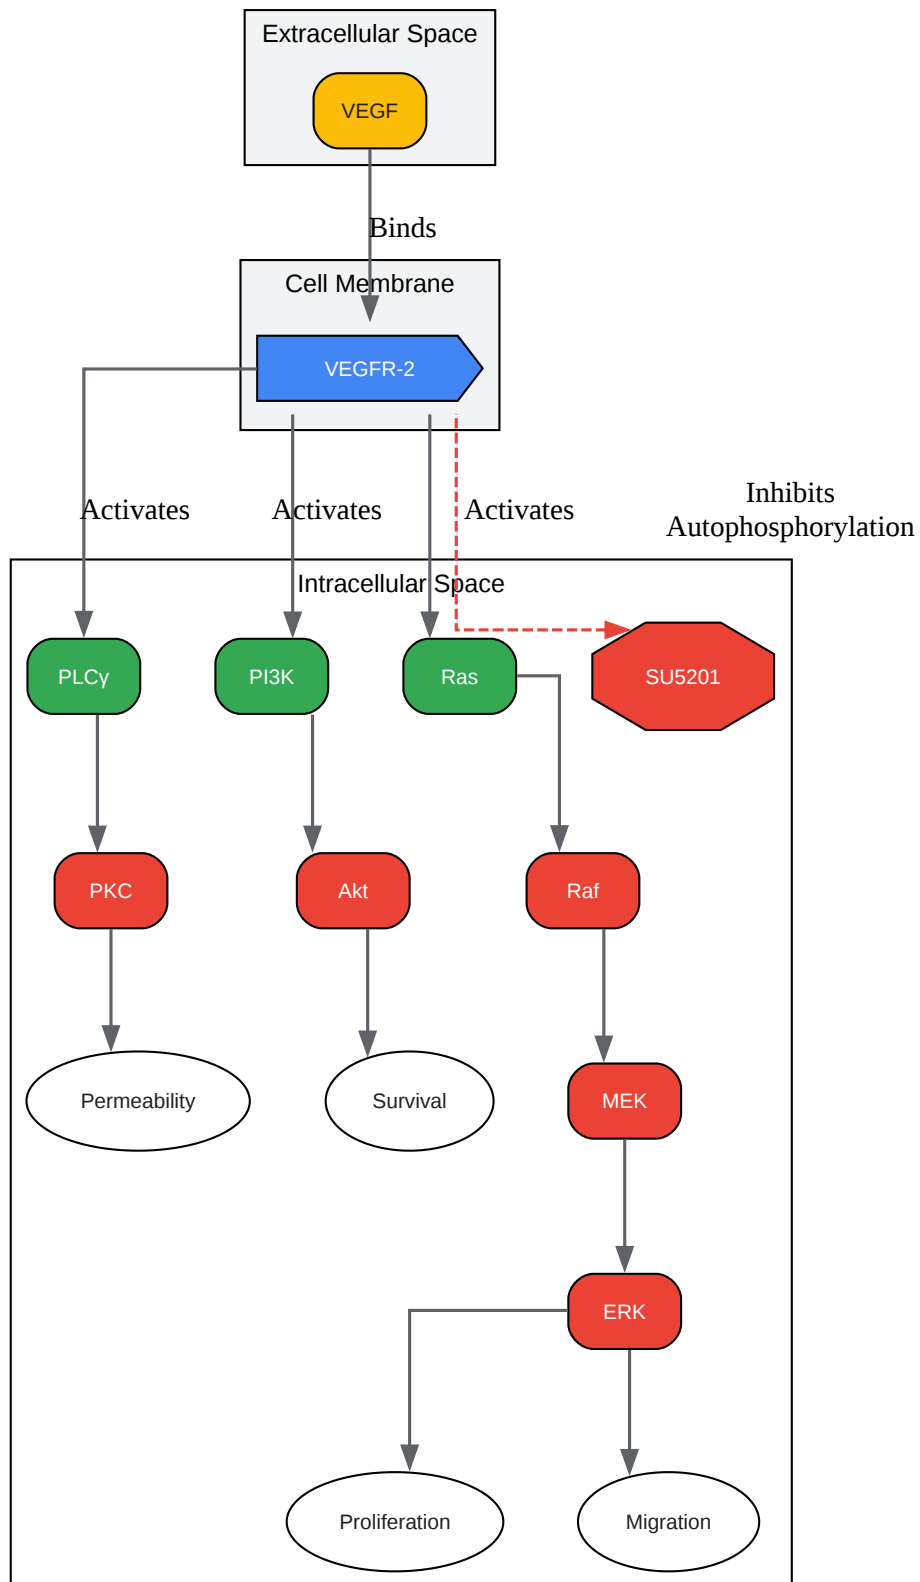 Extracellular Space
VEGF
Binds
Cell Membrane
VEGFR-2
Activates
Activates
Activates
Inhibits
Autophosphorylation
Intracellular Space
PLCγ
PI3K
Ras
SU5201
PKC
Akt
Raf
Permeability
Survival
MEK
ERK
Proliferation
Migration